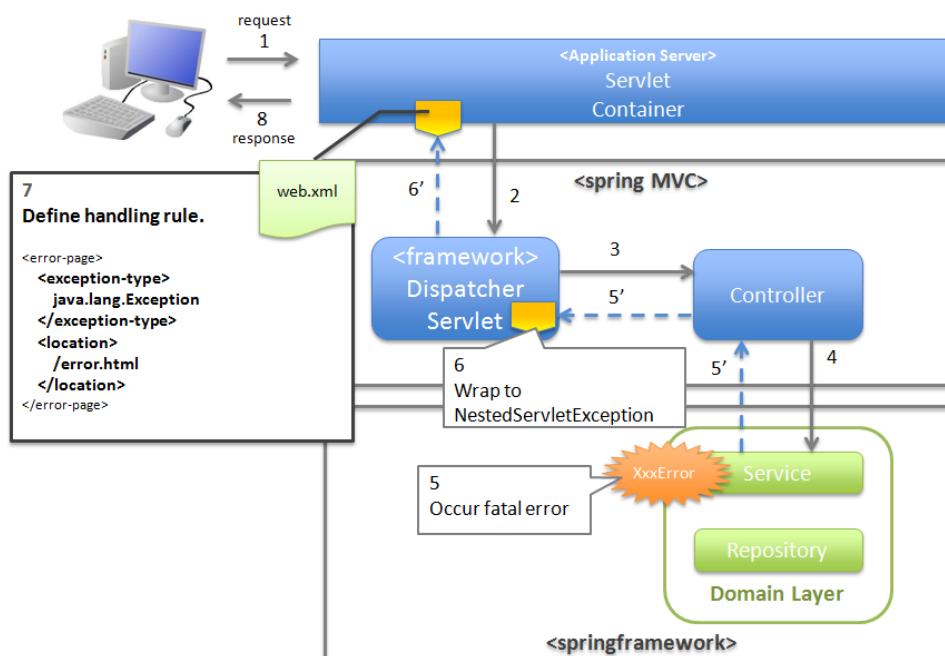 request
1
8
response
<Application Server>
Servlet
Container
web.xml
7
Define handling rule.
<error-page>
<exception-type>
java.lang.Exception
</exception-type>
<location>
/error.html
</location>
</error-page>
6’
2
<spring MVC>
<framework>
Dispatcher
Servlet
3
5’
Controller
6
Wrap to
NestedServletException
5’
4
XxxError
Service
5
Occur fatal error
Repository
Domain Layer
<springframework>